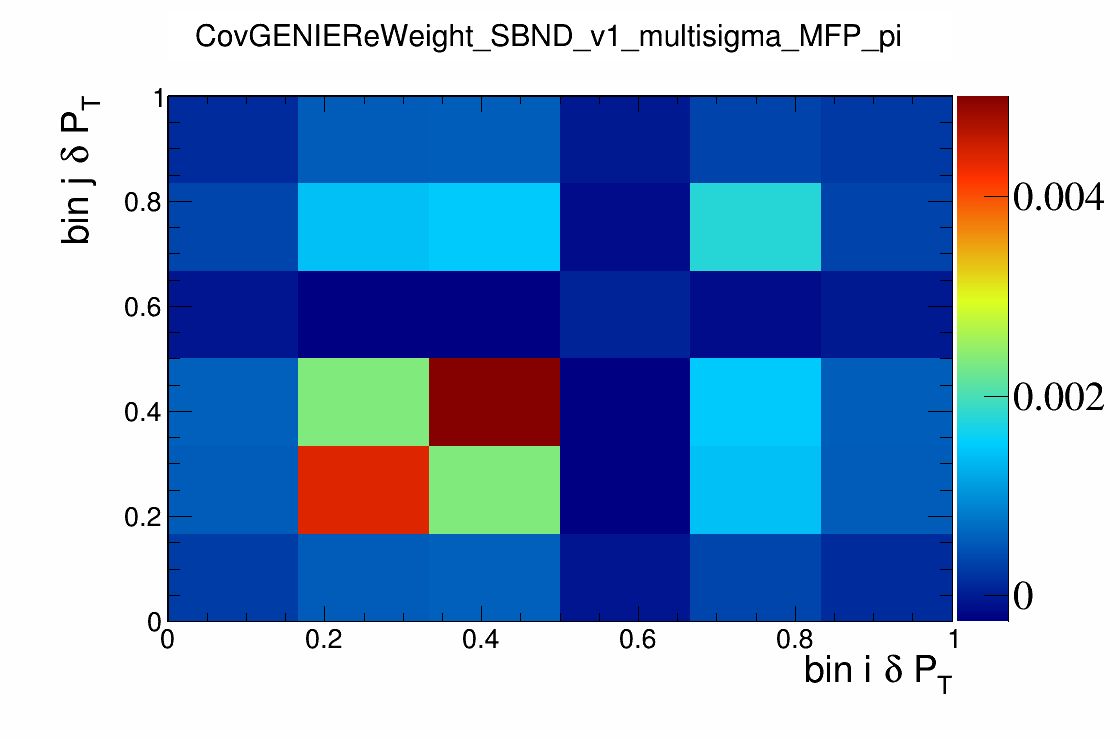 CovGENIEReWeight_SBND_v1_multisigma_MFP_pi
bin j δ P_T
1
0.8
0.6
0.4
0.2
0
0 0.2 0.4 0.6 0.8 1
bin i δ P_T
0.004
0.002
0